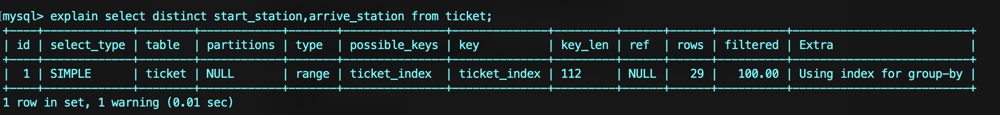 mysql> explain select distinct start_station,arrive_station from ticket;
+----+-------------+--------+------------+-------+---------------+--------------+---------+------+------+----------+--------------------------+
| id | select_type | table  | partitions | type  | possible_keys | key          | key_len | ref  | rows | filtered | Extra                    |
+----+-------------+--------+------------+-------+---------------+--------------+---------+------+------+----------+--------------------------+
|  1 | SIMPLE      | ticket | NULL       | range | ticket_index  | ticket_index | 112     | NULL |   29 |   100.00 | Using index for group-by |
+----+-------------+--------+------------+-------+---------------+--------------+---------+------+------+----------+--------------------------+
1 row in set, 1 warning (0.01 sec)